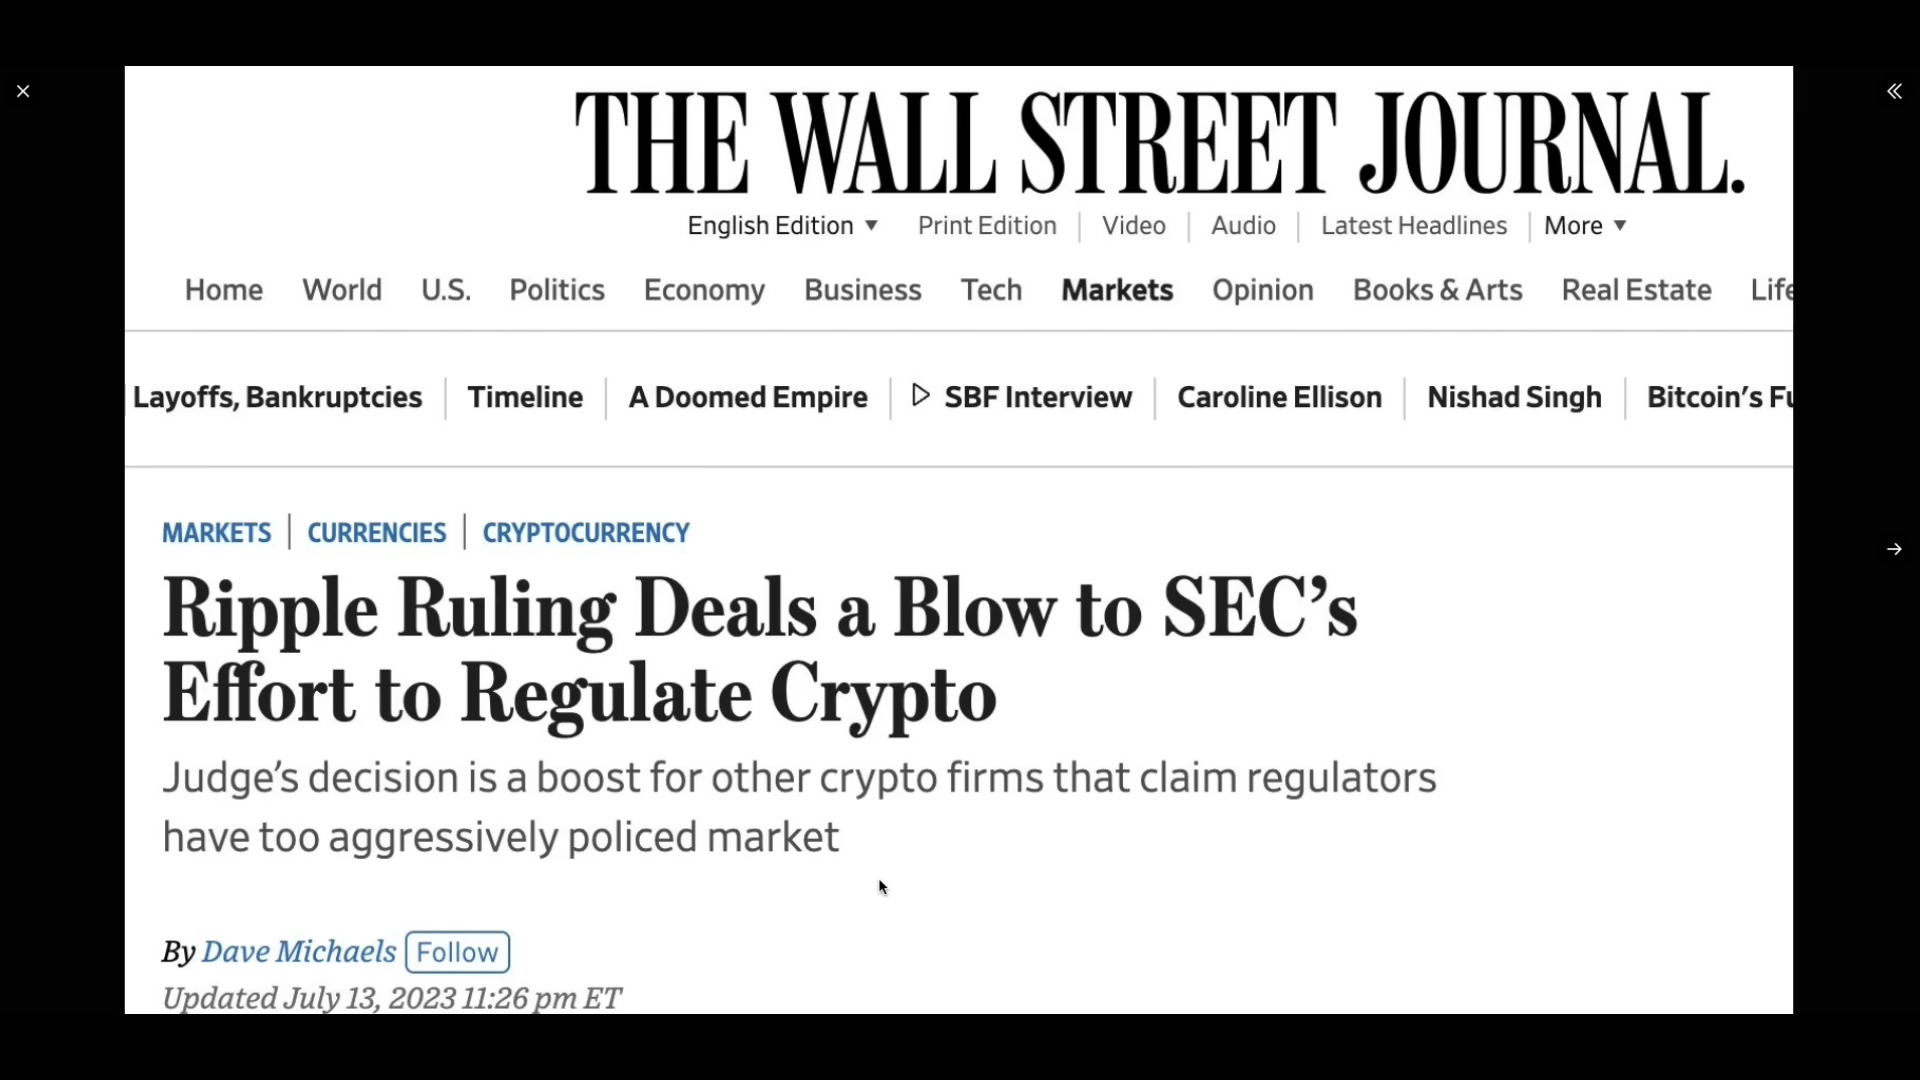 THE WALL STREET JOURNAL.
English Edition Print Edition Video Audio Latest Headlines More
Home World U.S. Politics Economy Business Tech Markets Opinion Books & Arts Real Estate Life
Layoffs, Bankruptcies Timeline A Doomed Empire SBF Interview Caroline Ellison Nishad Singh Bitcoin's Fu
MARKETS | CURRENCIES | CRYPTOCURRENCY
Ripple Ruling Deals a Blow to SEC’s
Effort to Regulate Crypto
Judge’s decision is a boost for other crypto firms that claim regulators
have too aggressively policed market
By Dave Michaels Follow
Updated July 13, 2023 11:26 pm ET